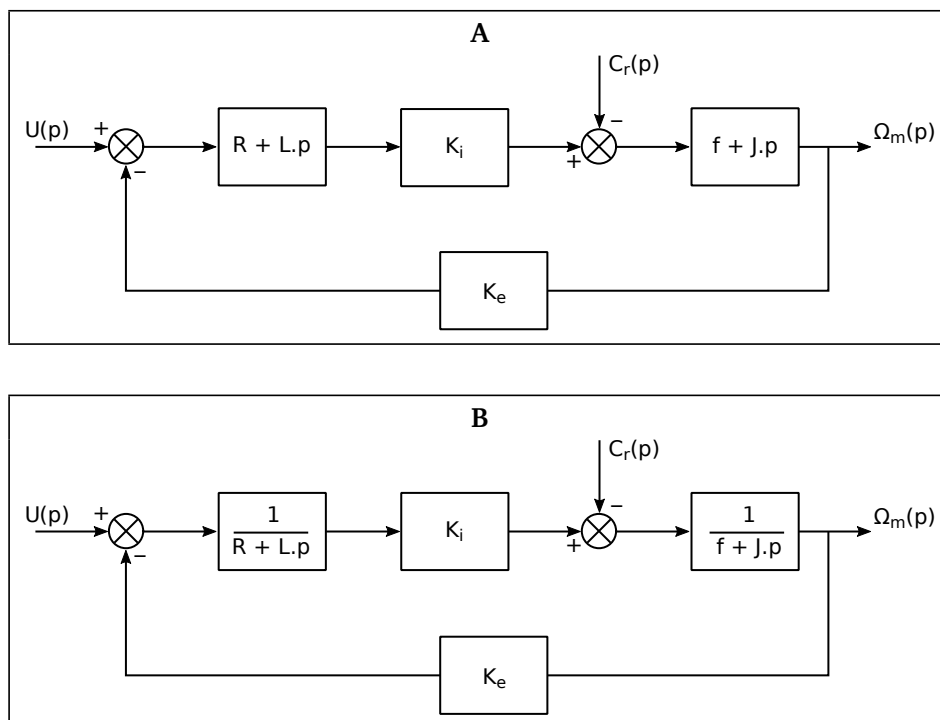 A
C_r(p)
U(p) + − R + L.p K_i + − f + J.p Ω_m(p)
K_e
B
C_r(p)
U(p) + − 1/(R + L.p) K_i + − 1/(f + J.p) Ω_m(p)
K_e